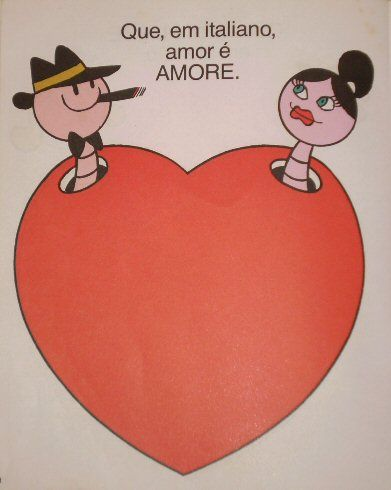 Que, em italiano,
amor é
AMORE.